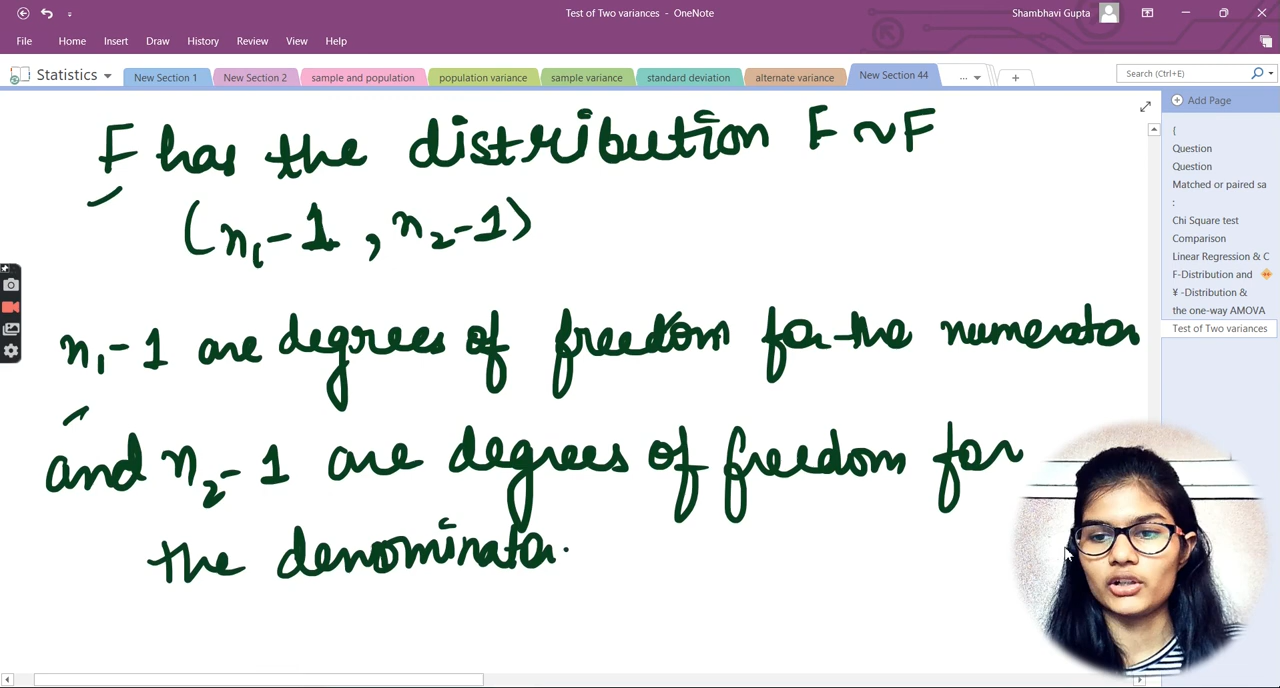 Test of Two variances - OneNote
Shambhavi Gupta
File Home Insert Draw History Review View Help
Statistics
New Section 1
New Section 2
sample and population
population variance
sample variance
standard deviation
alternate variance
New Section 44
...
+
Search (Ctrl+E)
F has the distribution F ~ F
(n₁ - 1, n₂ - 1)
n₁ - 1 are degrees of freedom for the numerator
and n₂ - 1 are degrees of freedom for
the denominator.
Add Page
{
Question
Question
Matched or paired sa
:
Chi Square test
Comparison
Linear Regression & C
F-Distribution and
¥ -Distribution &
the one-way AMOVA
Test of Two variances